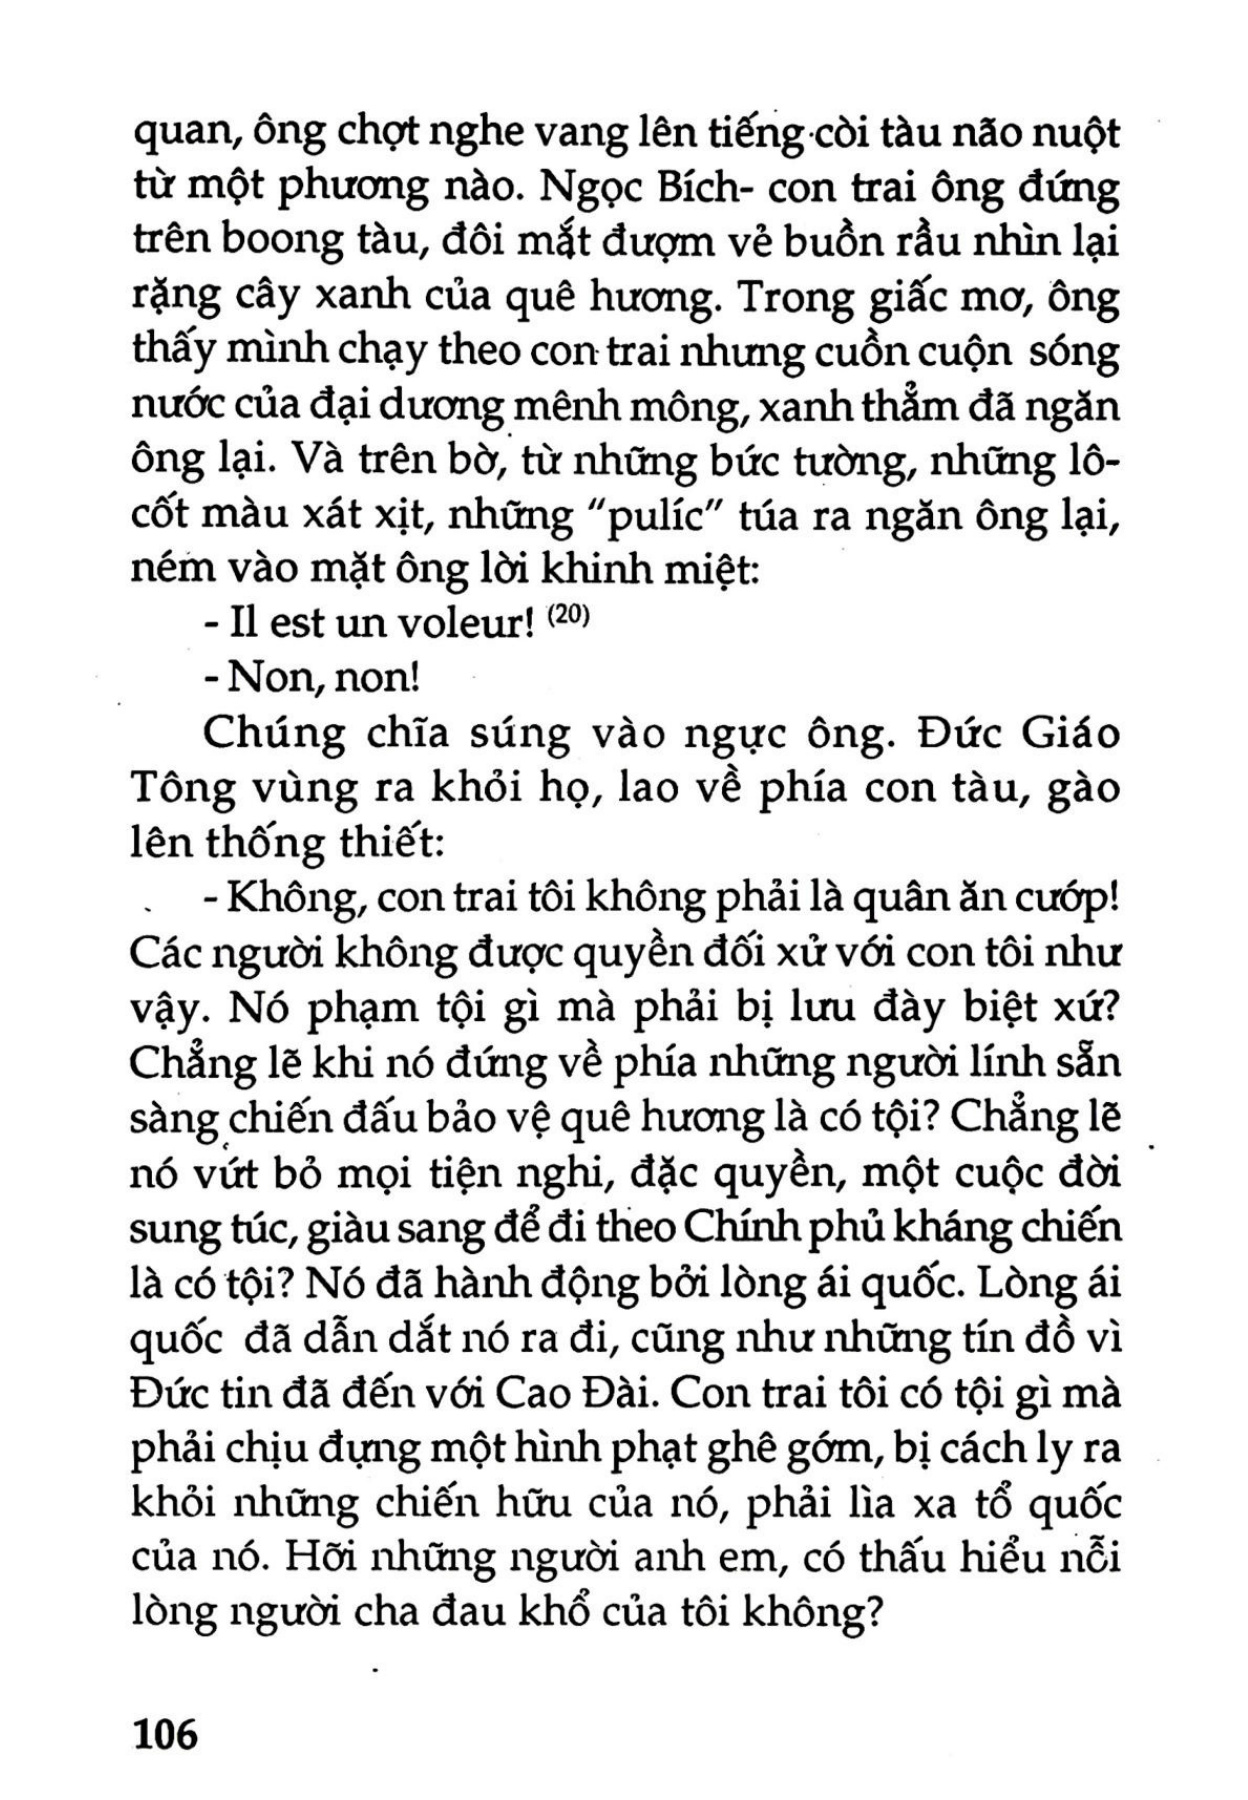 quan, ông chợt nghe vang lên tiếng còi tàu não nuột
từ một phương nào. Ngọc Bích- con trai ông đứng
trên boong tàu, đôi mắt đượm vẻ buồn rầu nhìn lại
rặng cây xanh của quê hương. Trong giấc mơ, ông
thấy mình chạy theo con trai nhưng cuồn cuộn sóng
nước của đại dương mênh mông, xanh thẳm đã ngăn
ông lại. Và trên bờ, từ những bức tường, những lô-
cốt màu xát xịt, những "pulíc" túa ra ngăn ông lại,
ném vào mặt ông lời khinh miệt:
- Il est un voleur! (20)
- Non, non!
Chúng chĩa súng vào ngực ông. Đức Giáo
Tông vùng ra khỏi họ, lao về phía con tàu, gào
lên thống thiết:
- Không, con trai tôi không phải là quân ăn cướp!
Các người không được quyền đối xử với con tôi như
vậy. Nó phạm tội gì mà phải bị lưu đày biệt xứ?
Chẳng lẽ khi nó đứng về phía những người lính sẵn
sàng chiến đấu bảo vệ quê hương là có tội? Chẳng lẽ
nó vứt bỏ mọi tiện nghi, đặc quyền, một cuộc đời
sung túc, giàu sang để đi theo Chính phủ kháng chiến
là có tội? Nó đã hành động bởi lòng ái quốc. Lòng ái
quốc đã dẫn dắt nó ra đi, cũng như những tín đồ vì
Đức tin đã đến với Cao Đài. Con trai tôi có tội gì mà
phải chịu đựng một hình phạt ghê gớm, bị cách ly ra
khỏi những chiến hữu của nó, phải lìa xa tổ quốc
của nó. Hỡi những người anh em, có thấu hiểu nỗi
lòng người cha đau khổ của tôi không?
106